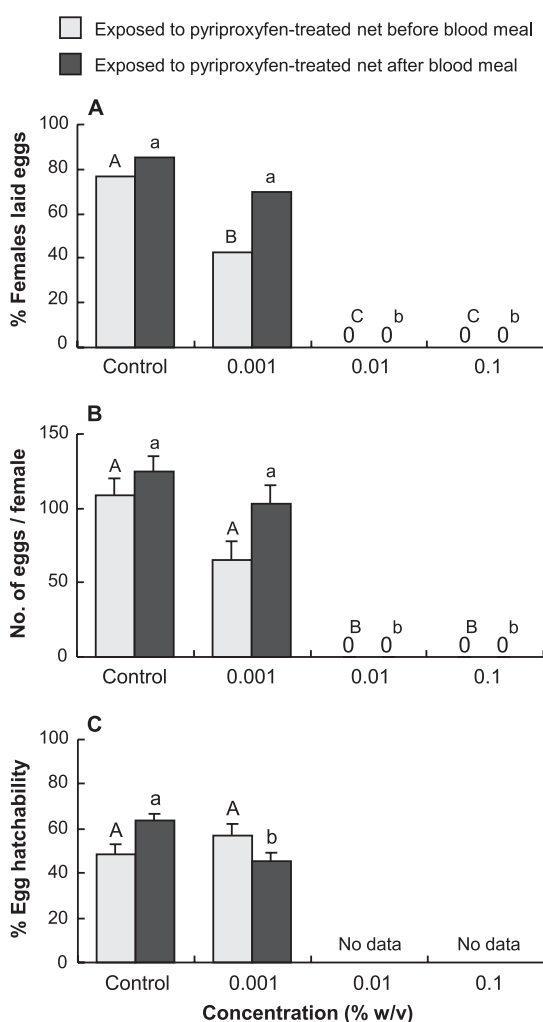 Exposed to pyriproxyfen-treated net before blood meal
Exposed to pyriproxyfen-treated net after blood meal
A
% Females laid eggs
100
80
60
40
20
0
A
a
B
a
C
b
C
b
0
0
0
0
Control
0.001
0.01
0.1
B
No. of eggs / female
150
100
50
0
A
a
A
a
B
b
B
b
0
0
0
0
Control
0.001
0.01
0.1
C
% Egg hatchability
100
80
60
40
20
0
A
a
A
b
No data
No data
Control
0.001
0.01
0.1
Concentration (% w/v)